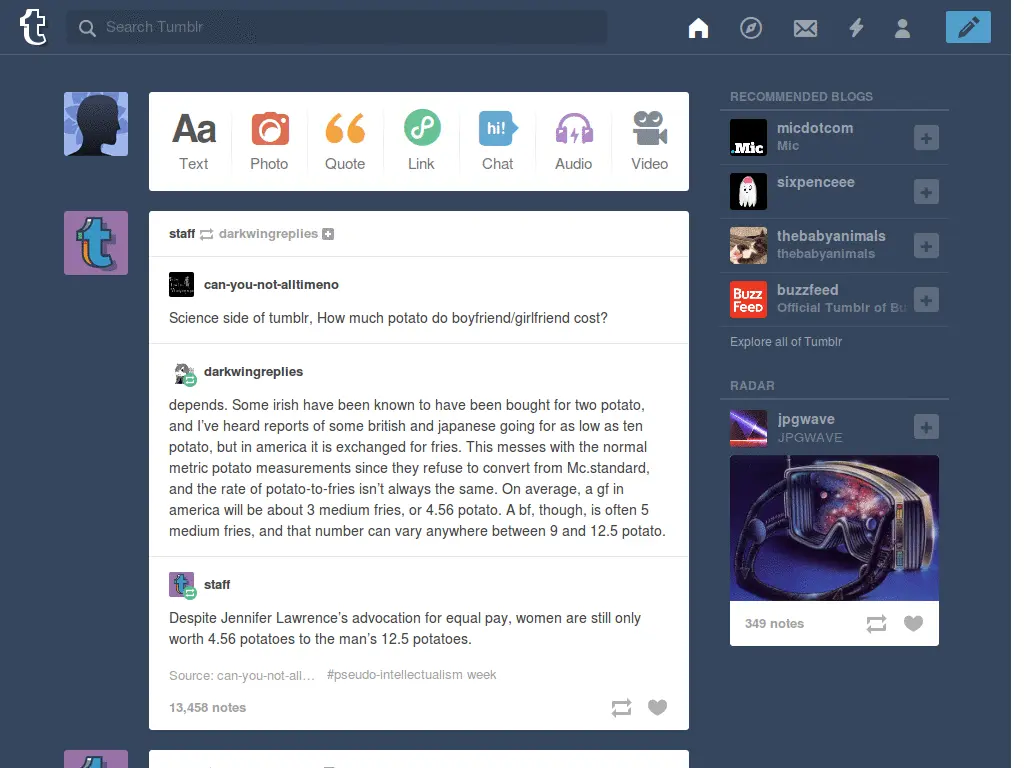 t
Search Tumblr
Aa
Text
Photo
Quote
Link
hi!
Chat
Audio
Video
staff darkwingreplies
can-you-not-alltimeno
Science side of tumblr, How much potato do boyfriend/girlfriend cost?
darkwingreplies
depends. Some irish have been known to have been bought for two potato,
and I’ve heard reports of some british and japanese going for as low as ten
potato, but in america it is exchanged for fries. This messes with the normal
metric potato measurements since they refuse to convert from Mc.standard,
and the rate of potato-to-fries isn’t always the same. On average, a gf in
america will be about 3 medium fries, or 4.56 potato. A bf, though, is often 5
medium fries, and that number can vary anywhere between 9 and 12.5 potato.
staff
Despite Jennifer Lawrence’s advocation for equal pay, women are still only
worth 4.56 potatoes to the man’s 12.5 potatoes.
Source: can-you-not-all… #pseudo-intellectualism week
13,458 notes
RECOMMENDED BLOGS
.Mic
micdotcom
Mic
sixpenceee
thebabyanimals
thebabyanimals
Buzz
Feed
buzzfeed
Official Tumblr of Bu
Explore all of Tumblr
RADAR
jpgwave
JPGWAVE
349 notes